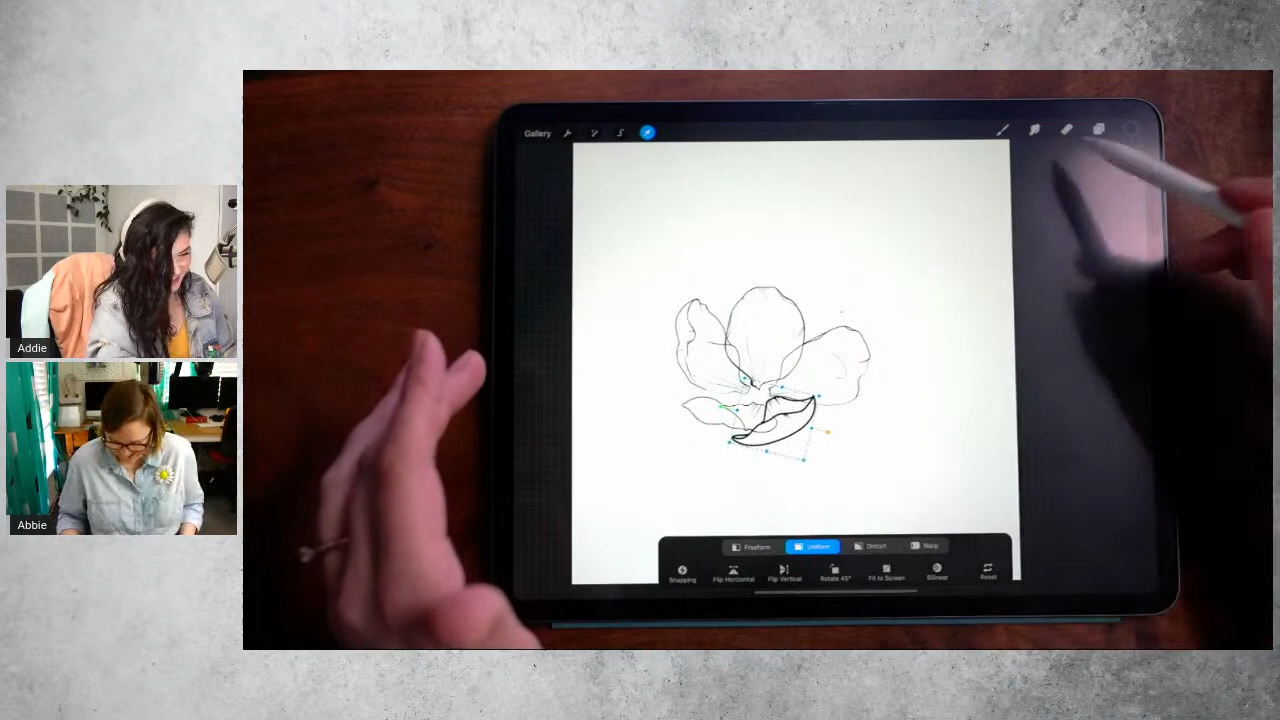 Gallery
Addie
Abbie
Freeform
Uniform
Distort
Warp
Snapping
Flip Horizontal
Flip Vertical
Rotate 45°
Fit to Screen
Bilinear
Reset